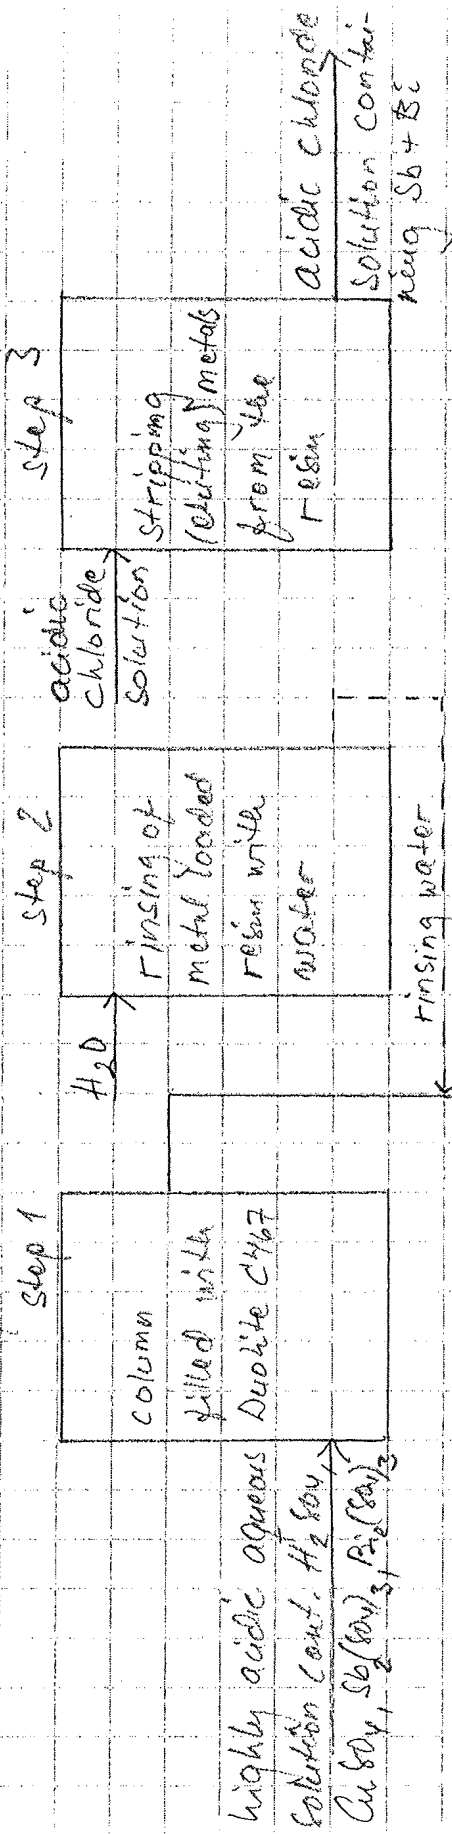 Step 1
highly acidic aqueous
solution cont. H2SO4,
CuSO4, Sb2(SO4)3, Bi2(SO4)3
column
filled with
Duolite C467
Step 2
H2O
rinsing of
metal loaded
resin with
water
rinsing water
Step 3
acidic
chloride
solution
stripping
(eluting) metals
from the
resin
acidic chloride
solution contai-
ning Sb + Bi